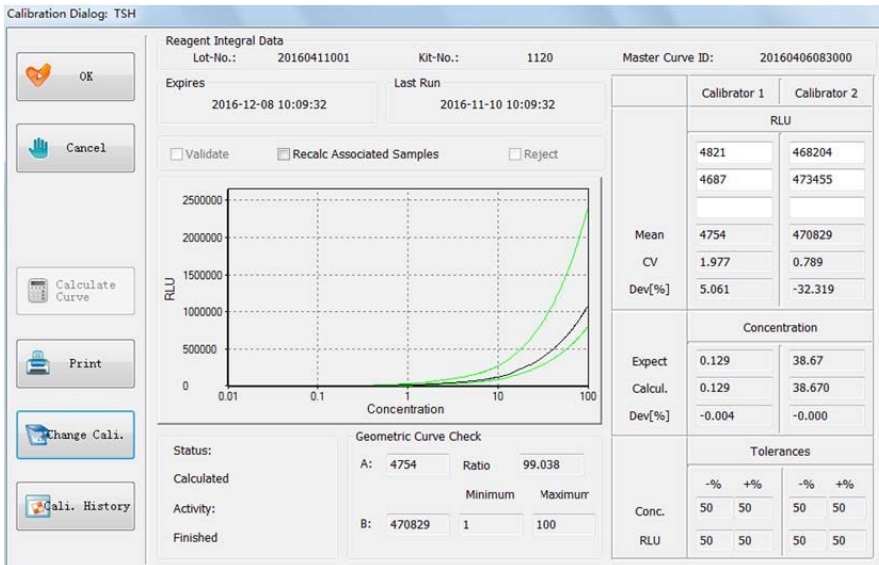 Calibration Dialog: TSH
OK
Cancel
Calculate
Curve
Print
Change Cali.
Cali. History
Reagent Integral Data
Lot-No.: 20160411001 Kit-No.: 1120 Master Curve ID: 20160406083000
Expires
2016-12-08 10:09:32
Last Run
2016-11-10 10:09:32
Validate Recalc Associated Samples Reject
RLU
2500000
2000000
1500000
1000000
500000
0
0.01 0.1 1 10 100
Concentration
Status:
Calculated
Activity:
Finished
Geometric Curve Check
A: 4754 Ratio 99.038
Minimum Maximum
B: 470829 1 100
Calibrator 1 Calibrator 2
RLU
4821 468204
4687 473455
Mean 4754 470829
CV 1.977 0.789
Dev[%] 5.061 -32.319
Concentration
Expect 0.129 38.67
Calcul. 0.129 38.670
Dev[%] -0.004 -0.000
Tolerances
-% +% -% +%
Conc. 50 50 50 50
RLU 50 50 50 50